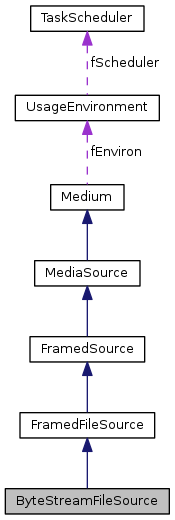 TaskScheduler
fScheduler
UsageEnvironment
fEnviron
Medium
MediaSource
FramedSource
FramedFileSource
ByteStreamFileSource